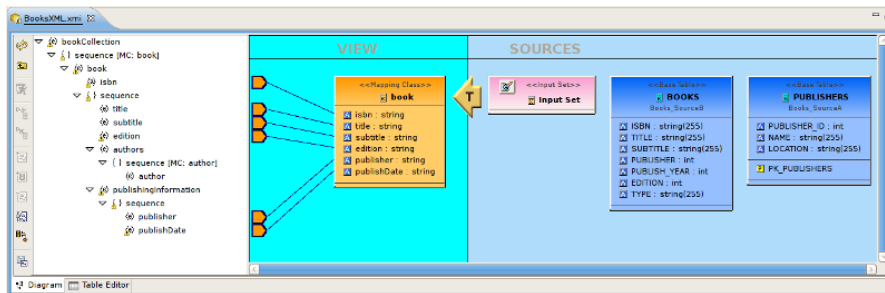 BooksXML.xmi
bookCollection
sequence [MC: book]
book
isbn
sequence
title
subtitle
edition
authors
sequence [MC: author]
author
publishingInformation
sequence
publisher
publishDate
VIEW
<<Mapping Class>>
book
isbn : string
title : string
subtitle : string
edition : string
publisher : string
publishDate : string
T
SOURCES
<<Input Set>>
Input Set
<<Base Table>>
BOOKS
Books_SourceB
ISBN : string(255)
TITLE : string(255)
SUBTITLE : string(255)
PUBLISHER : int
PUBLISH_YEAR : int
EDITION : int
TYPE : string(255)
<<Base Table>>
PUBLISHERS
Books_SourceA
PUBLISHER_ID : int
NAME : string(255)
LOCATION : string(255)
PK_PUBLISHERS
Diagram Table Editor